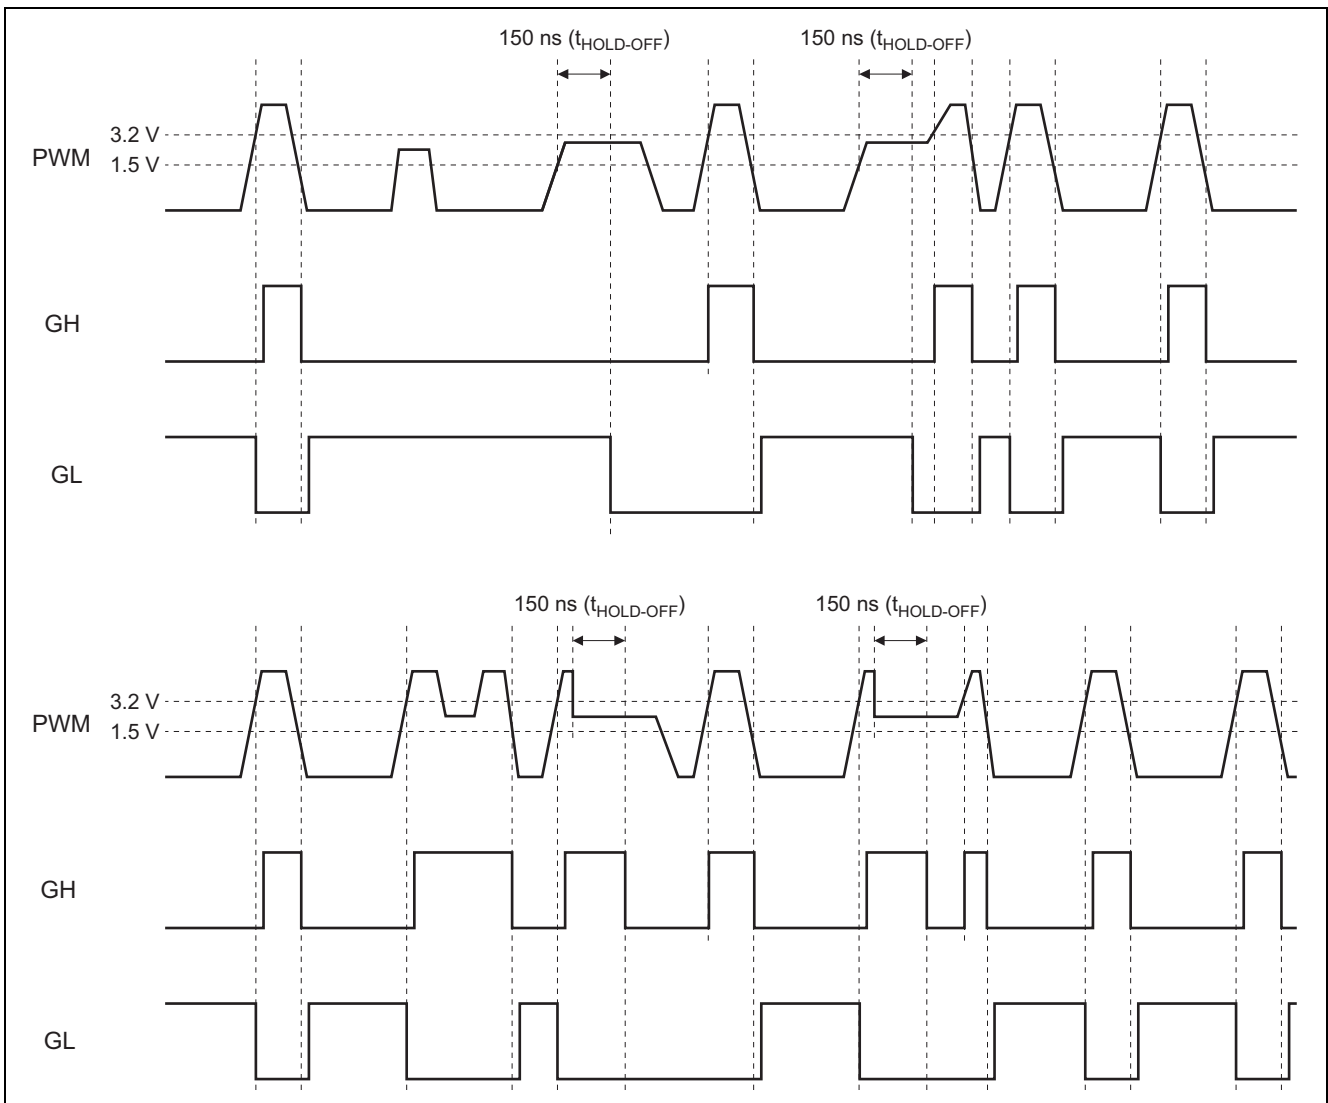 150 ns (tHOLD-OFF) 150 ns (tHOLD-OFF)
3.2 V
PWM 1.5 V
GH
GL
150 ns (tHOLD-OFF) 150 ns (tHOLD-OFF)
3.2 V
PWM 1.5 V
GH
GL